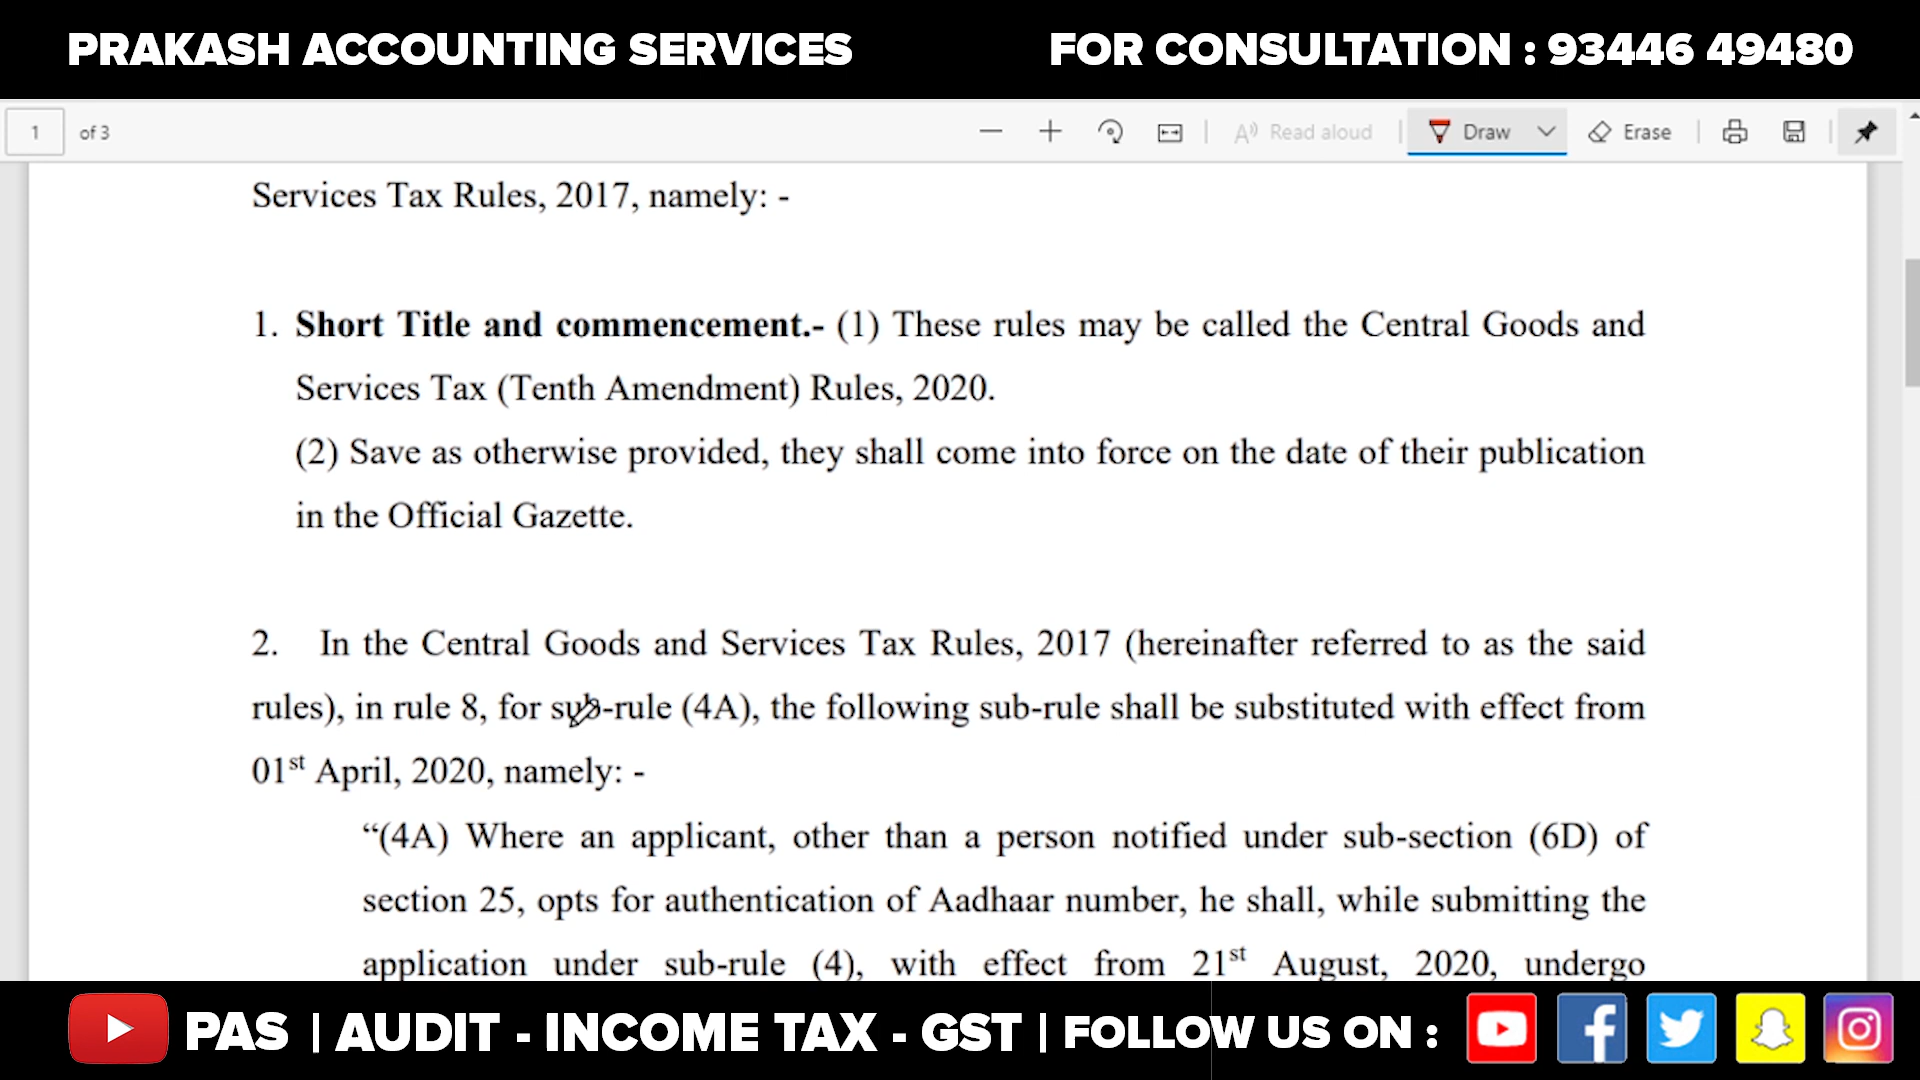 PRAKASH ACCOUNTING SERVICES
FOR CONSULTATION : 93446 49480
1 of 3
Read aloud
Draw
Erase
Services Tax Rules, 2017, namely: -
1. Short Title and commencement.- (1) These rules may be called the Central Goods and
Services Tax (Tenth Amendment) Rules, 2020.
(2) Save as otherwise provided, they shall come into force on the date of their publication
in the Official Gazette.
2. In the Central Goods and Services Tax Rules, 2017 (hereinafter referred to as the said
rules), in rule 8, for sub-rule (4A), the following sub-rule shall be substituted with effect from
01st April, 2020, namely: -
“(4A) Where an applicant, other than a person notified under sub-section (6D) of
section 25, opts for authentication of Aadhaar number, he shall, while submitting the
application under sub-rule (4), with effect from 21st August, 2020, undergo
PAS | AUDIT - INCOME TAX - GST | FOLLOW US ON :